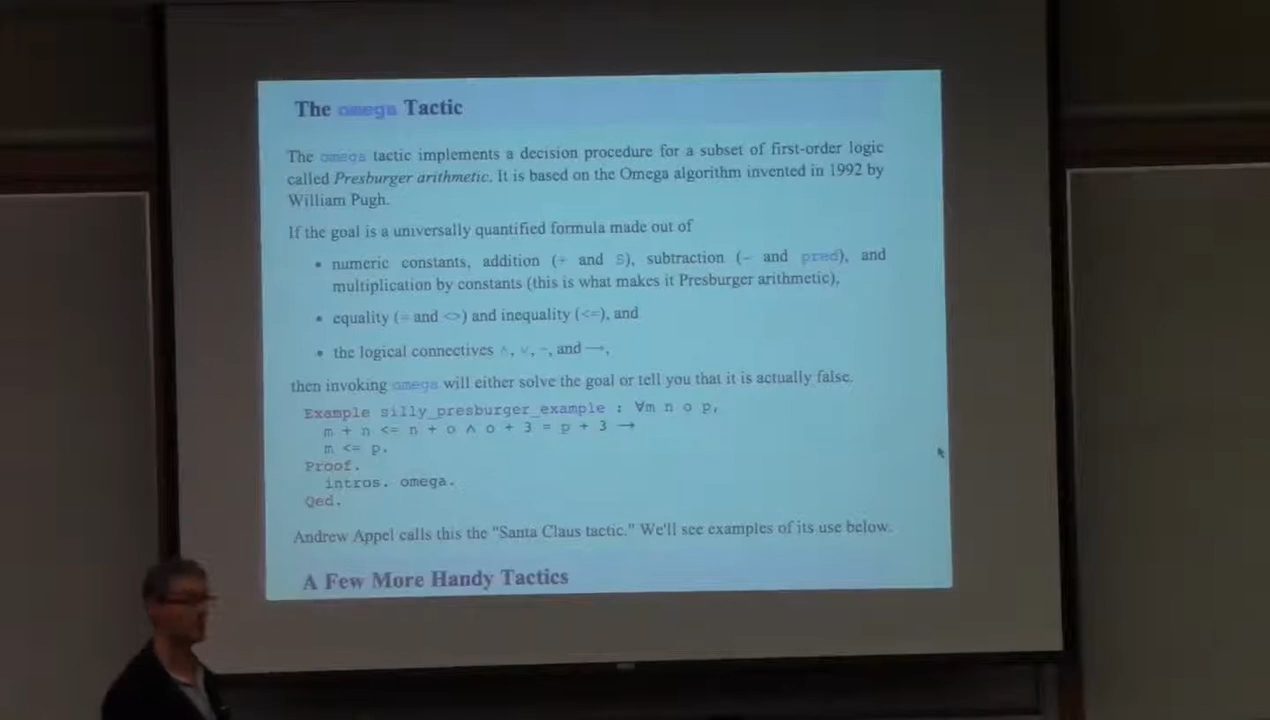 The omega Tactic
The omega tactic implements a decision procedure for a subset of first-order logic
called Presburger arithmetic. It is based on the Omega algorithm invented in 1992 by
William Pugh.
If the goal is a universally quantified formula made out of
• numeric constants, addition (+ and S), subtraction (- and pred), and
multiplication by constants (this is what makes it Presburger arithmetic),
• equality (= and <>) and inequality (<=), and
• the logical connectives ∧, ∨, ¬, and →,
then invoking omega will either solve the goal or tell you that it is actually false.
Example silly_presburger_example : ∀m n o p,
m + n <= n + o ∧ o + 3 = p + 3 →
m <= p.
Proof.
intros. omega.
Qed.
Andrew Appel calls this the "Santa Claus tactic." We'll see examples of its use below.
A Few More Handy Tactics